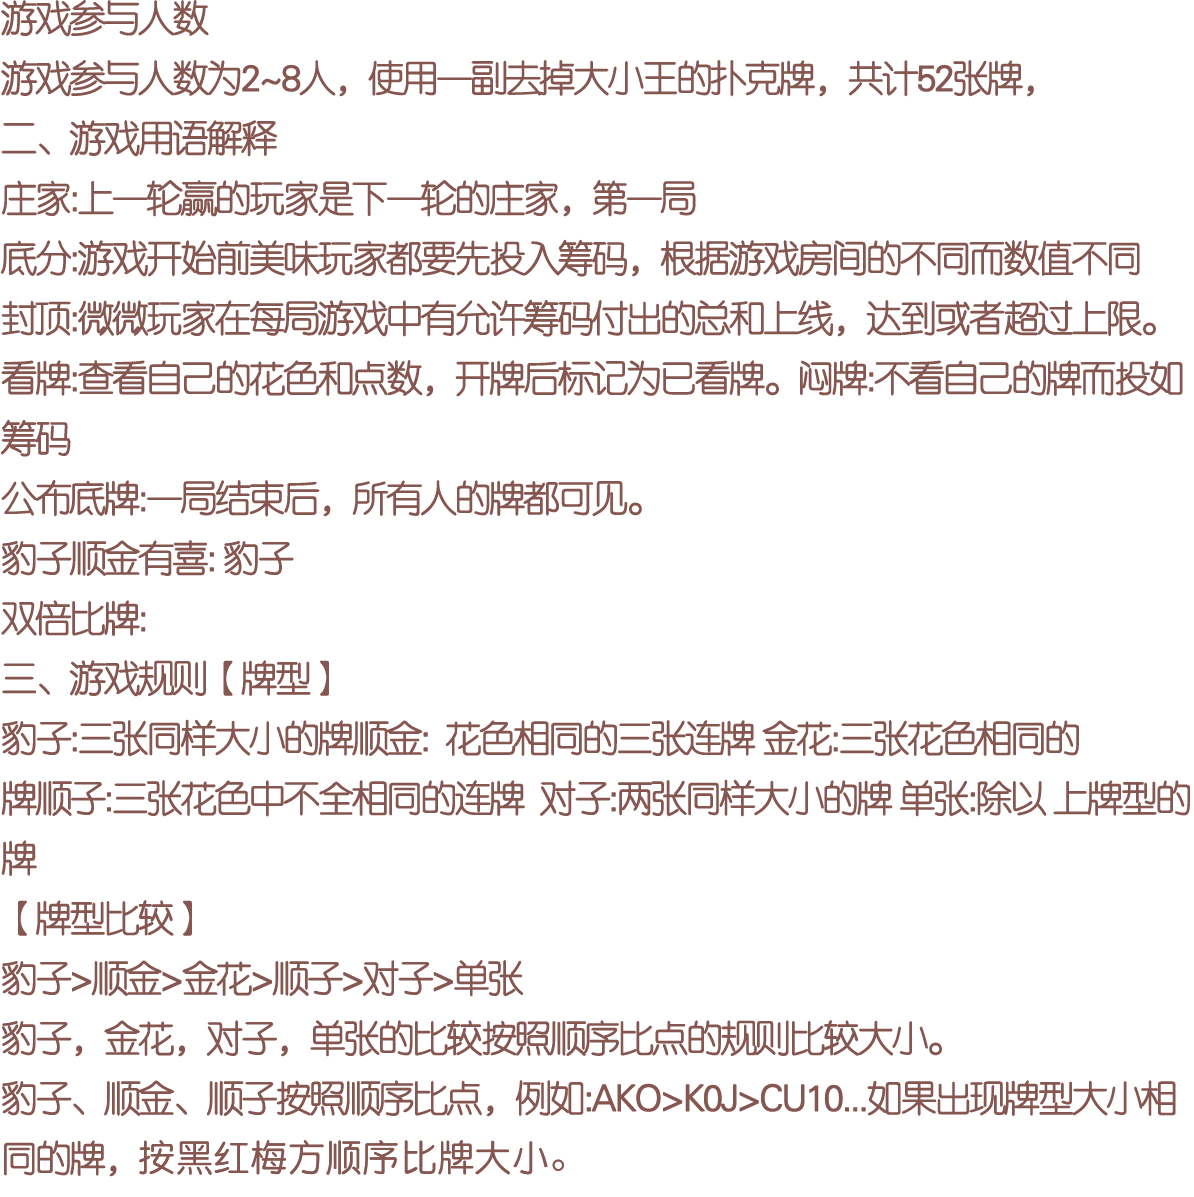 游戏参与人数
游戏参与人数为2~8人，使用一副去掉大小王的扑克牌，共计52张牌，
二、游戏用语解释
庄家:上一轮赢的玩家是下一轮的庄家，第一局
底分:游戏开始前美味玩家都要先投入筹码，根据游戏房间的不同而数值不同
封顶:微微玩家在每局游戏中有允许筹码付出的总和上线，达到或者超过上限。
看牌:查看自己的花色和点数，开牌后标记为已看牌。闷牌:不看自己的牌而投如
筹码
公布底牌:一局结束后，所有人的牌都可见。
豹子顺金有喜: 豹子
双倍比牌:
三、游戏规则【牌型】
豹子:三张同样大小的牌顺金: 花色相同的三张连牌 金花:三张花色相同的
牌顺子:三张花色中不全相同的连牌 对子:两张同样大小的牌 单张:除以 上牌型的
牌
【牌型比较】
豹子>顺金>金花>顺子>对子>单张
豹子，金花，对子，单张的比较按照顺序比点的规则比较大小。
豹子、顺金、顺子按照顺序比点，例如:AKO>K0J>CU10...如果出现牌型大小相
同的牌，按黑红梅方顺序比牌大小。